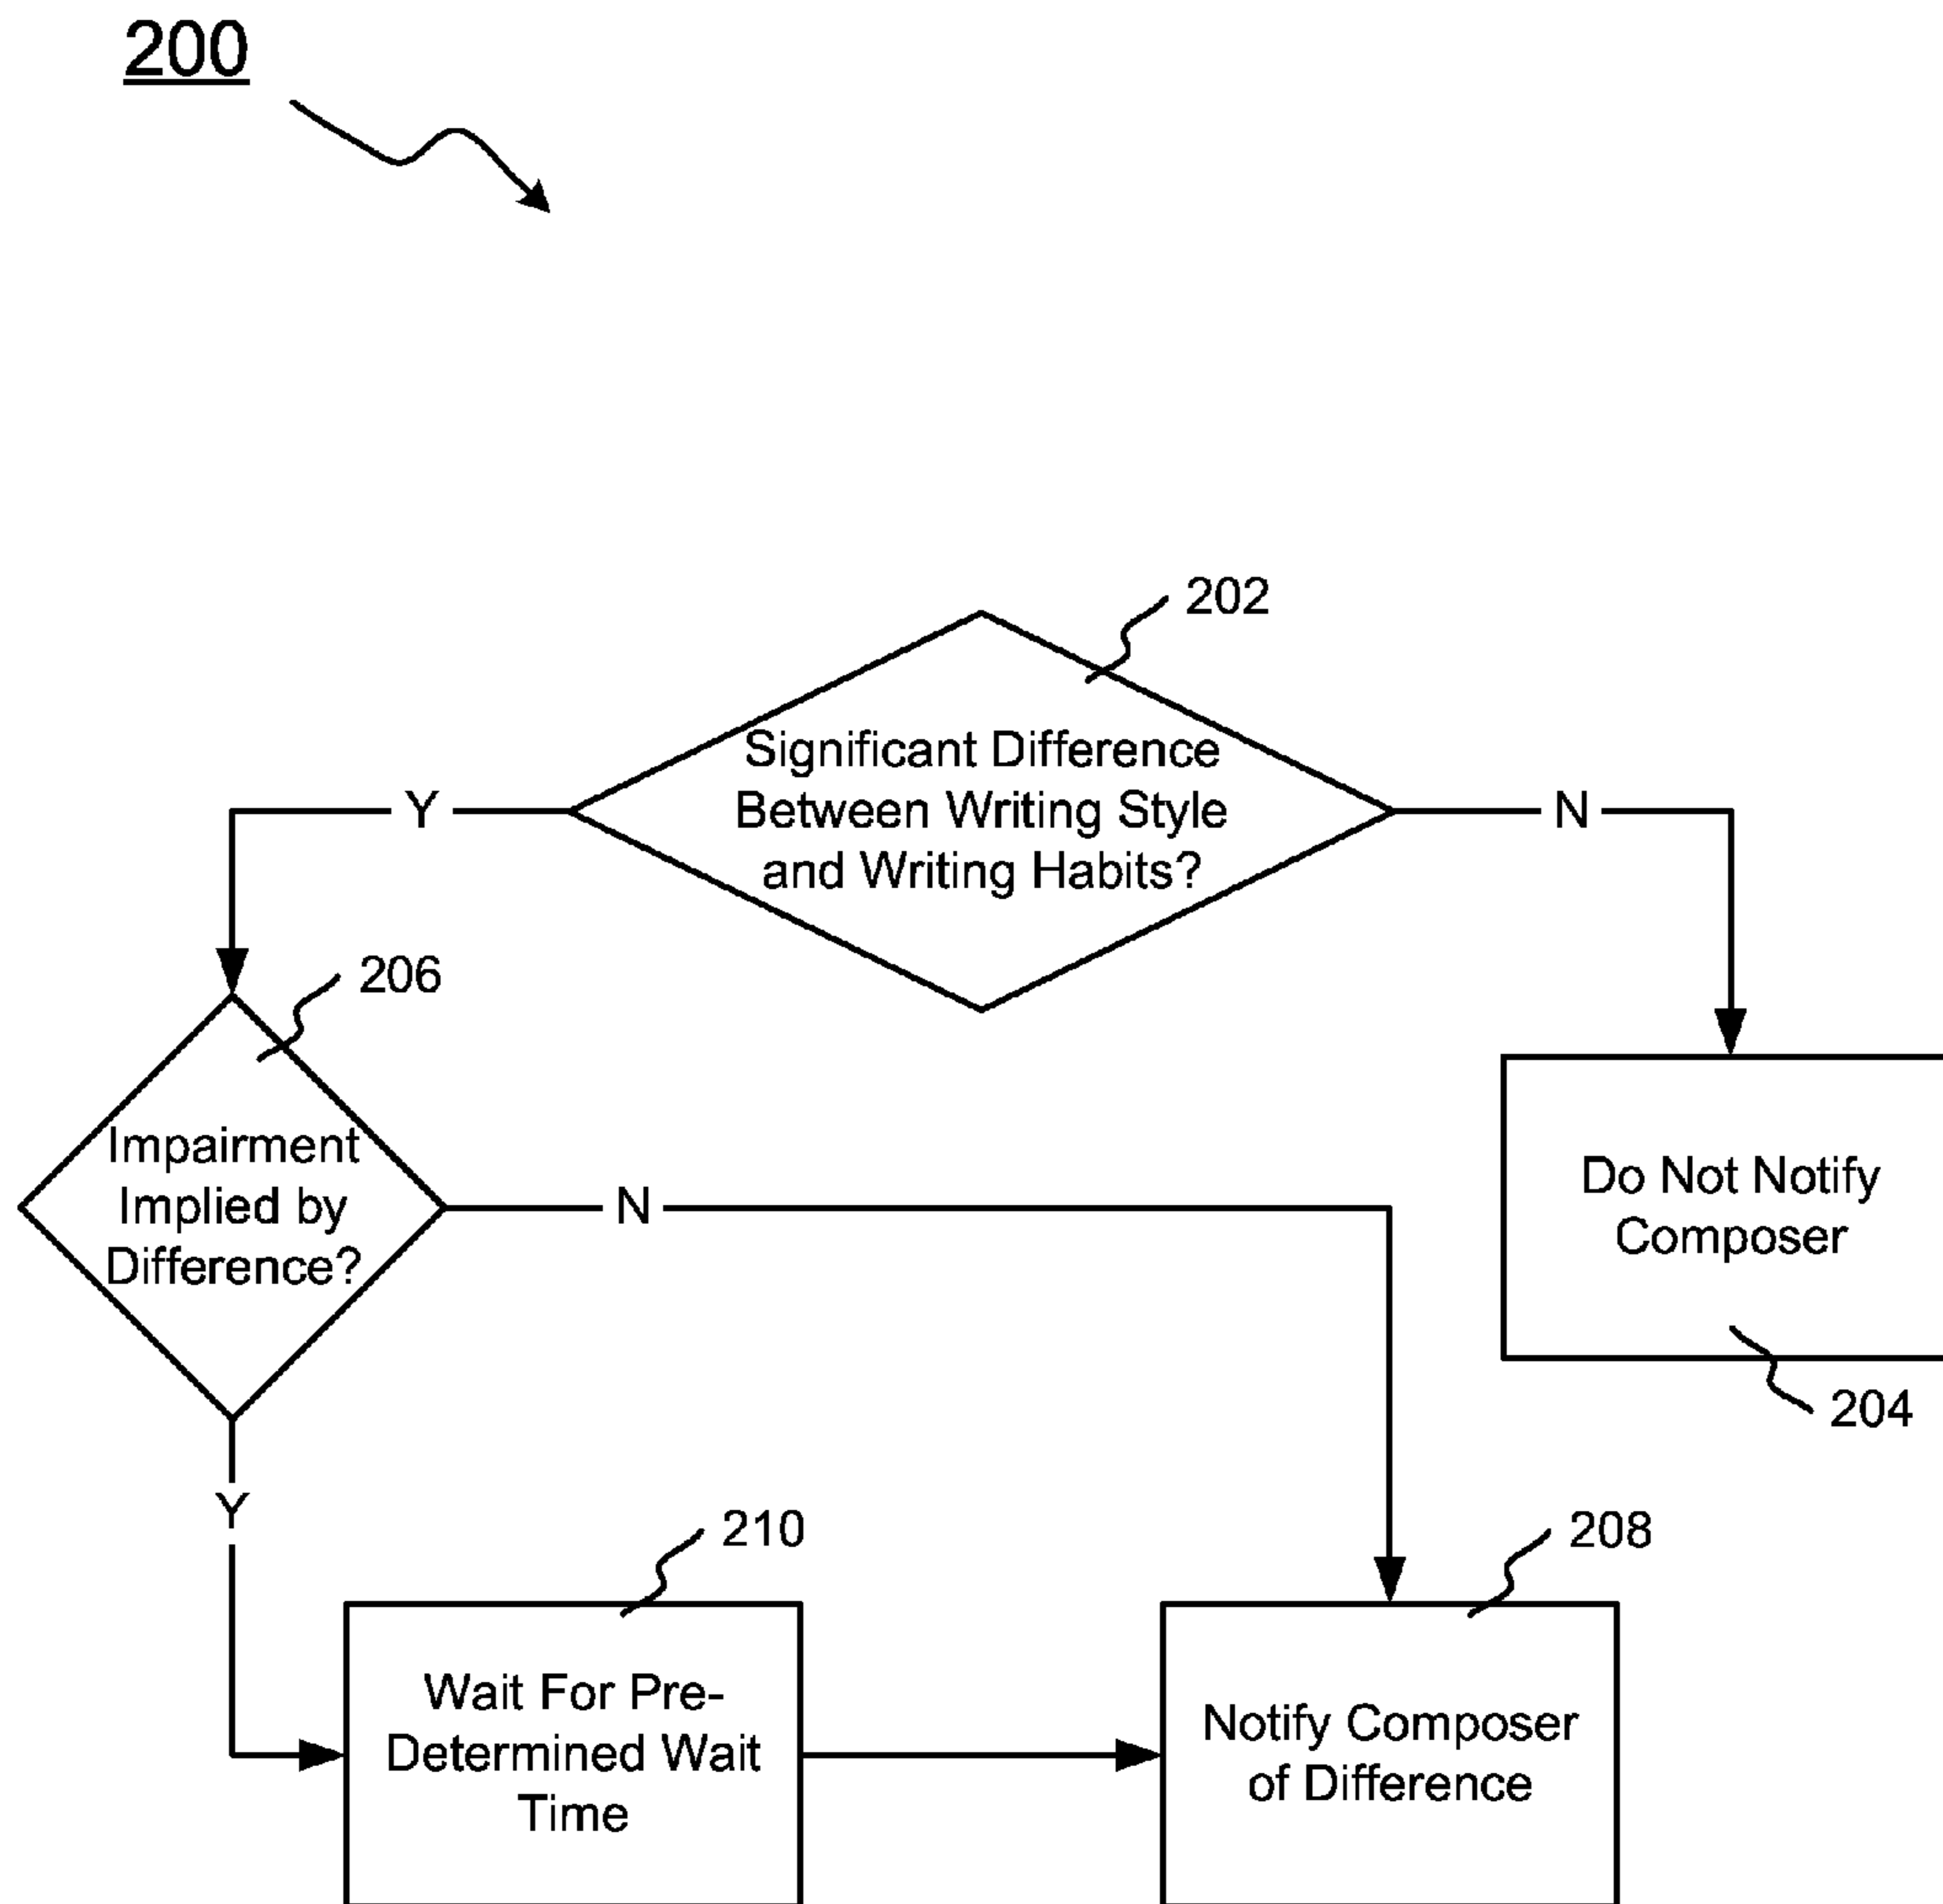 200
202
Significant Difference
Between Writing Style
and Writing Habits?
Y
N
206
Impairment
Implied by
Difference?
N
Do Not Notify
Composer
204
Y
210
208
Wait For Pre-
Determined Wait
Time
Notify Composer
of Difference